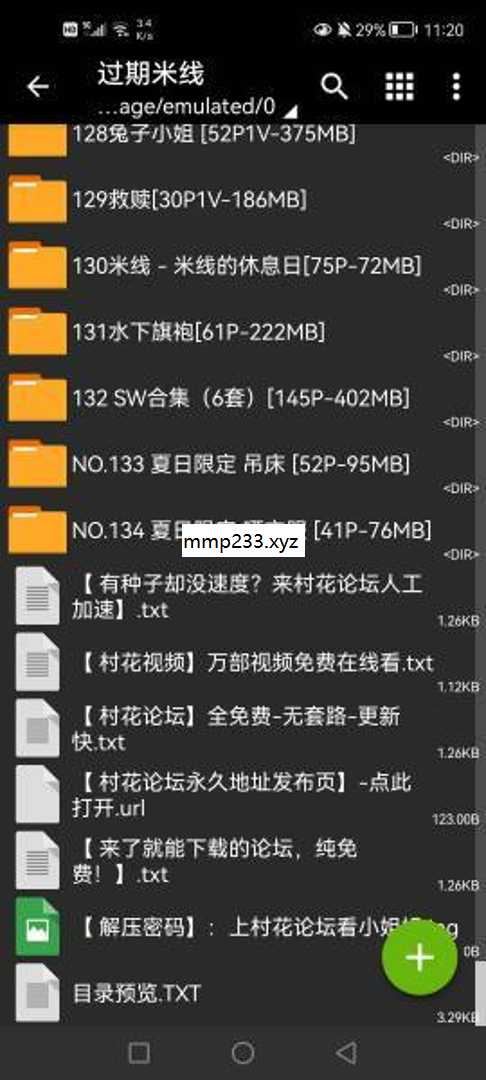 HD 5G 3.4 K/s 29% 11:20
过期米线
...age/emulated/0
128兔子小姐 [52P1V-375MB]
<DIR>
129救赎[30P1V-186MB]
<DIR>
130米线 - 米线的休息日[75P-72MB]
<DIR>
131水下旗袍[61P-222MB]
<DIR>
132 SW合集（6套）[145P-402MB]
<DIR>
NO.133 夏日限定 吊床 [52P-95MB]
<DIR>
NO.134 夏日 [41P-76MB]
mmp233.xyz
<DIR>
【 有种子却没速度？来村花论坛人工
加速】.txt
1.26KB
【 村花视频】万部视频免费在线看.txt
1.12KB
【 村花论坛】全免费-无套路-更新
快.txt
1.26KB
【 村花论坛永久地址发布页】-点此
打开.url
123.00B
【 来了就能下载的论坛，纯免
费！】.txt
1.26KB
【 解压密码】：上村花论坛看小姐
0B
目录预览.TXT
3.29KB